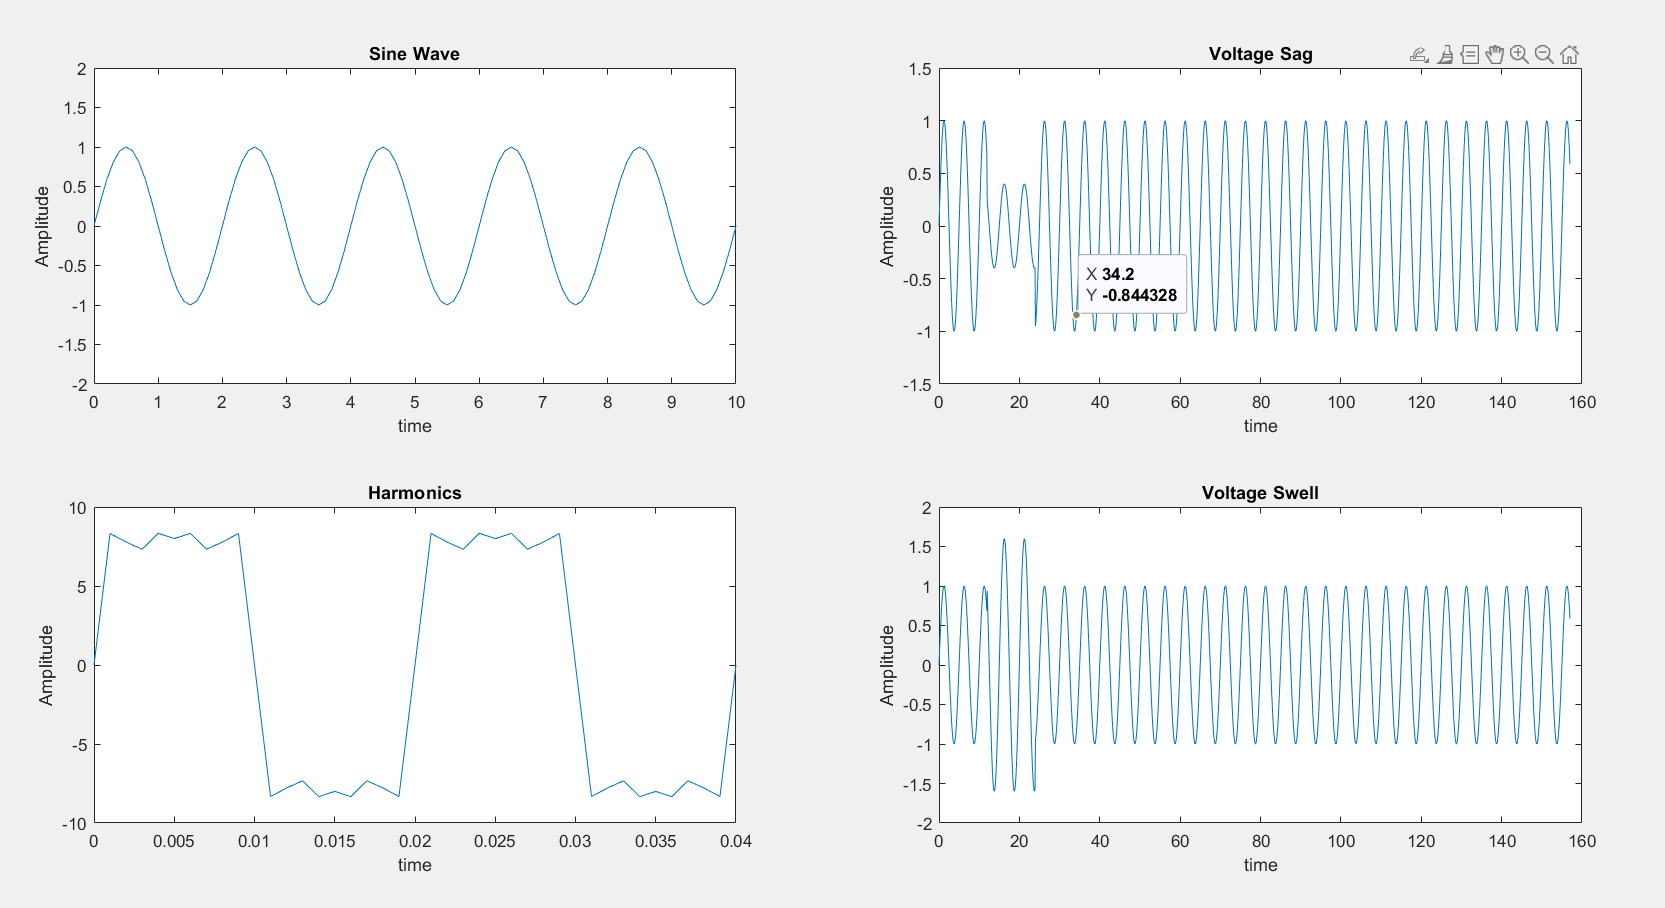 Sine Wave
2
1.5
1
0.5
0
-0.5
-1
-1.5
-2
Amplitude
0 1 2 3 4 5 6 7 8 9 10
time
Voltage Sag
1.5
1
0.5
0
-0.5
-1
-1.5
Amplitude
X 34.2
Y -0.844328
0 20 40 60 80 100 120 140 160
time
Harmonics
10
5
0
-5
-10
Amplitude
0 0.005 0.01 0.015 0.02 0.025 0.03 0.035 0.04
time
Voltage Swell
2
1.5
1
0.5
0
-0.5
-1
-1.5
-2
Amplitude
0 20 40 60 80 100 120 140 160
time